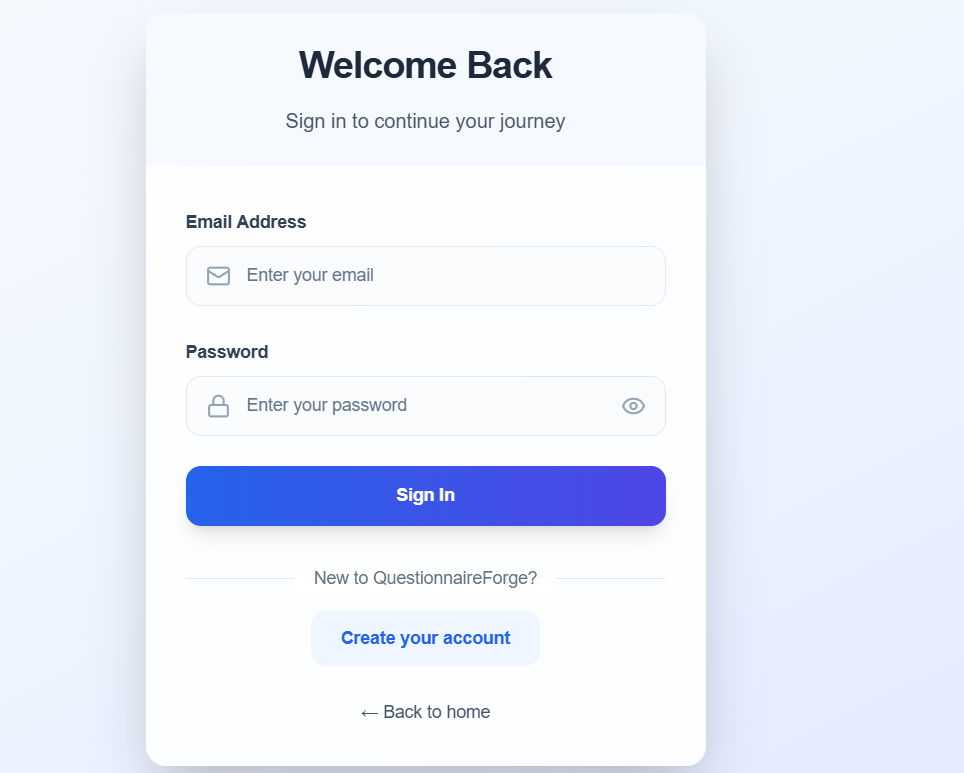 Welcome Back
Sign in to continue your journey
Email Address
Enter your email
Password
Enter your password
Sign In
New to QuestionnaireForge?
Create your account
← Back to home